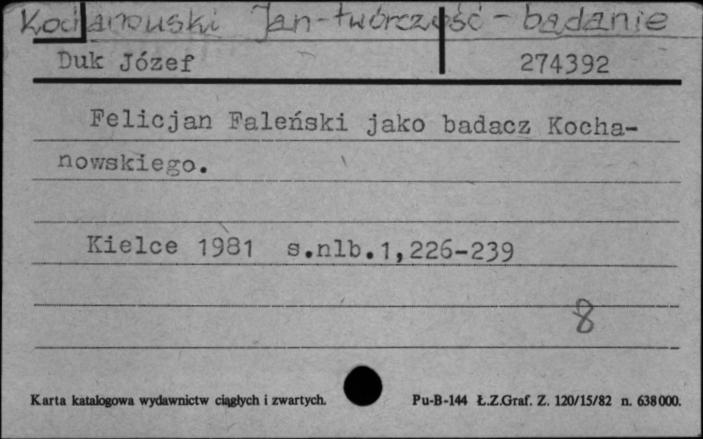 Kochanowski Jan - twórczość - badanie
Duk Józef 274392
Felicjan Faleński jako badacz Kocha-
nowskiego.
Kielce 1981 s.nlb.1,226-239
8
Karta katalogowa wydawnictw ciągłych i zwartych. Pu-B-144 Ł.Z.Graf. Z. 120/15/82 n. 638000.